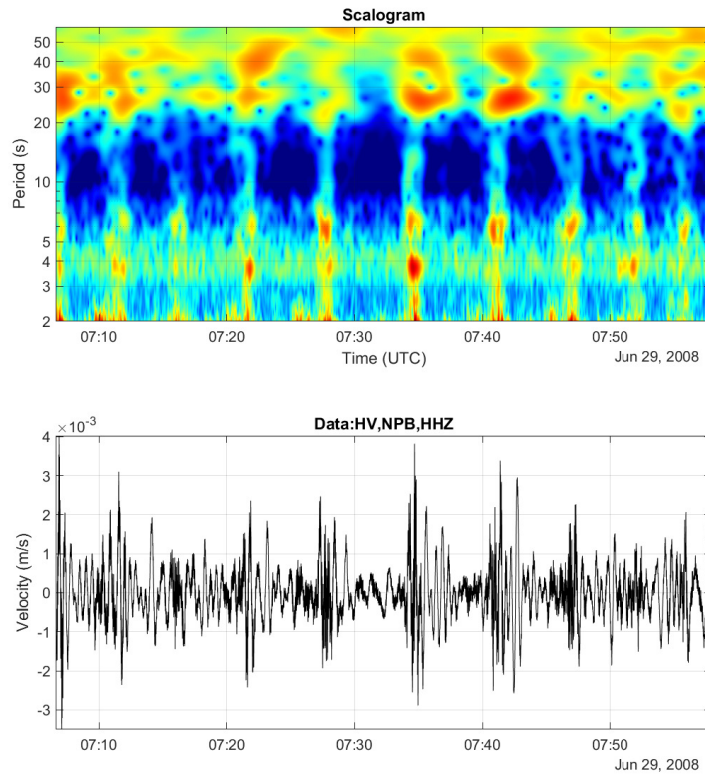 Scalogram
Period (s)
50
40
30
20
10
5
4
3
2
07:10 07:20 07:30 07:40 07:50
Time (UTC)
Jun 29, 2008
Data:HV,NPB,HHZ
×10⁻³
Velocity (m/s)
4
3
2
1
0
-1
-2
-3
07:10 07:20 07:30 07:40 07:50
Jun 29, 2008